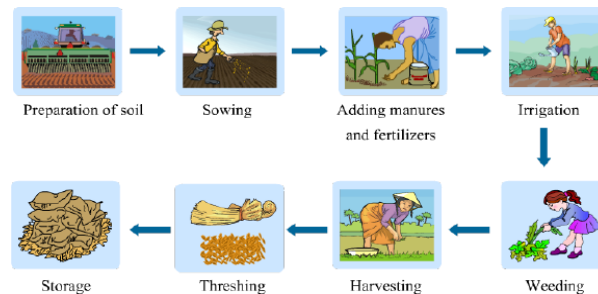 Preparation of soil
Sowing
Adding manures
and fertilizers
Irrigation
Storage
Threshing
Harvesting
Weeding